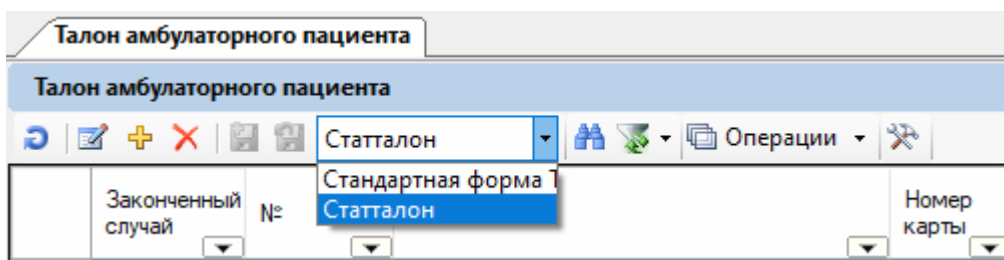 Талон амбулаторного пациента
Талон амбулаторного пациента
Статталон
Операции
Стандартная форма Т
Статталон
Законченный
случай
№
Номер
карты